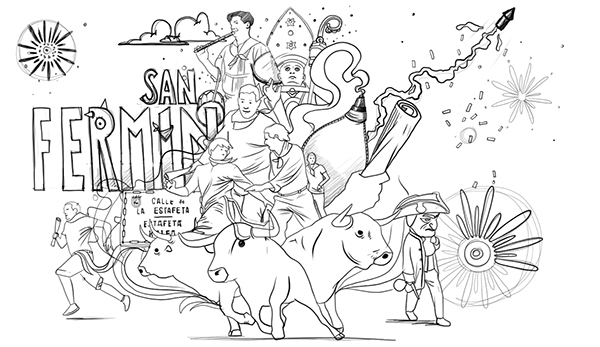 SAN
FERMIN
CALLE de
LA ESTAFETA
ESTAFETA